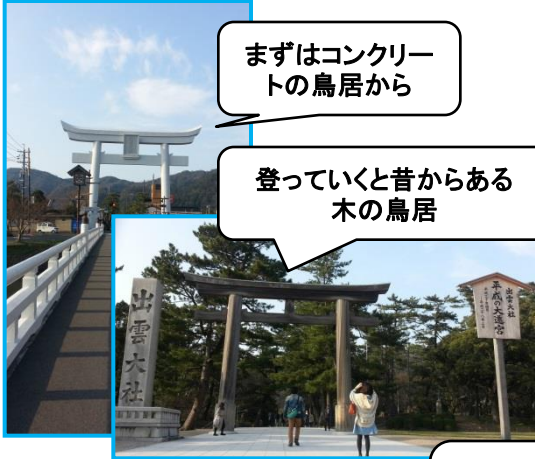 まずはコンクリー
トの鳥居から
登っていくと昔からある
木の鳥居
出雲大社
出雲大社
平成の大遷宮